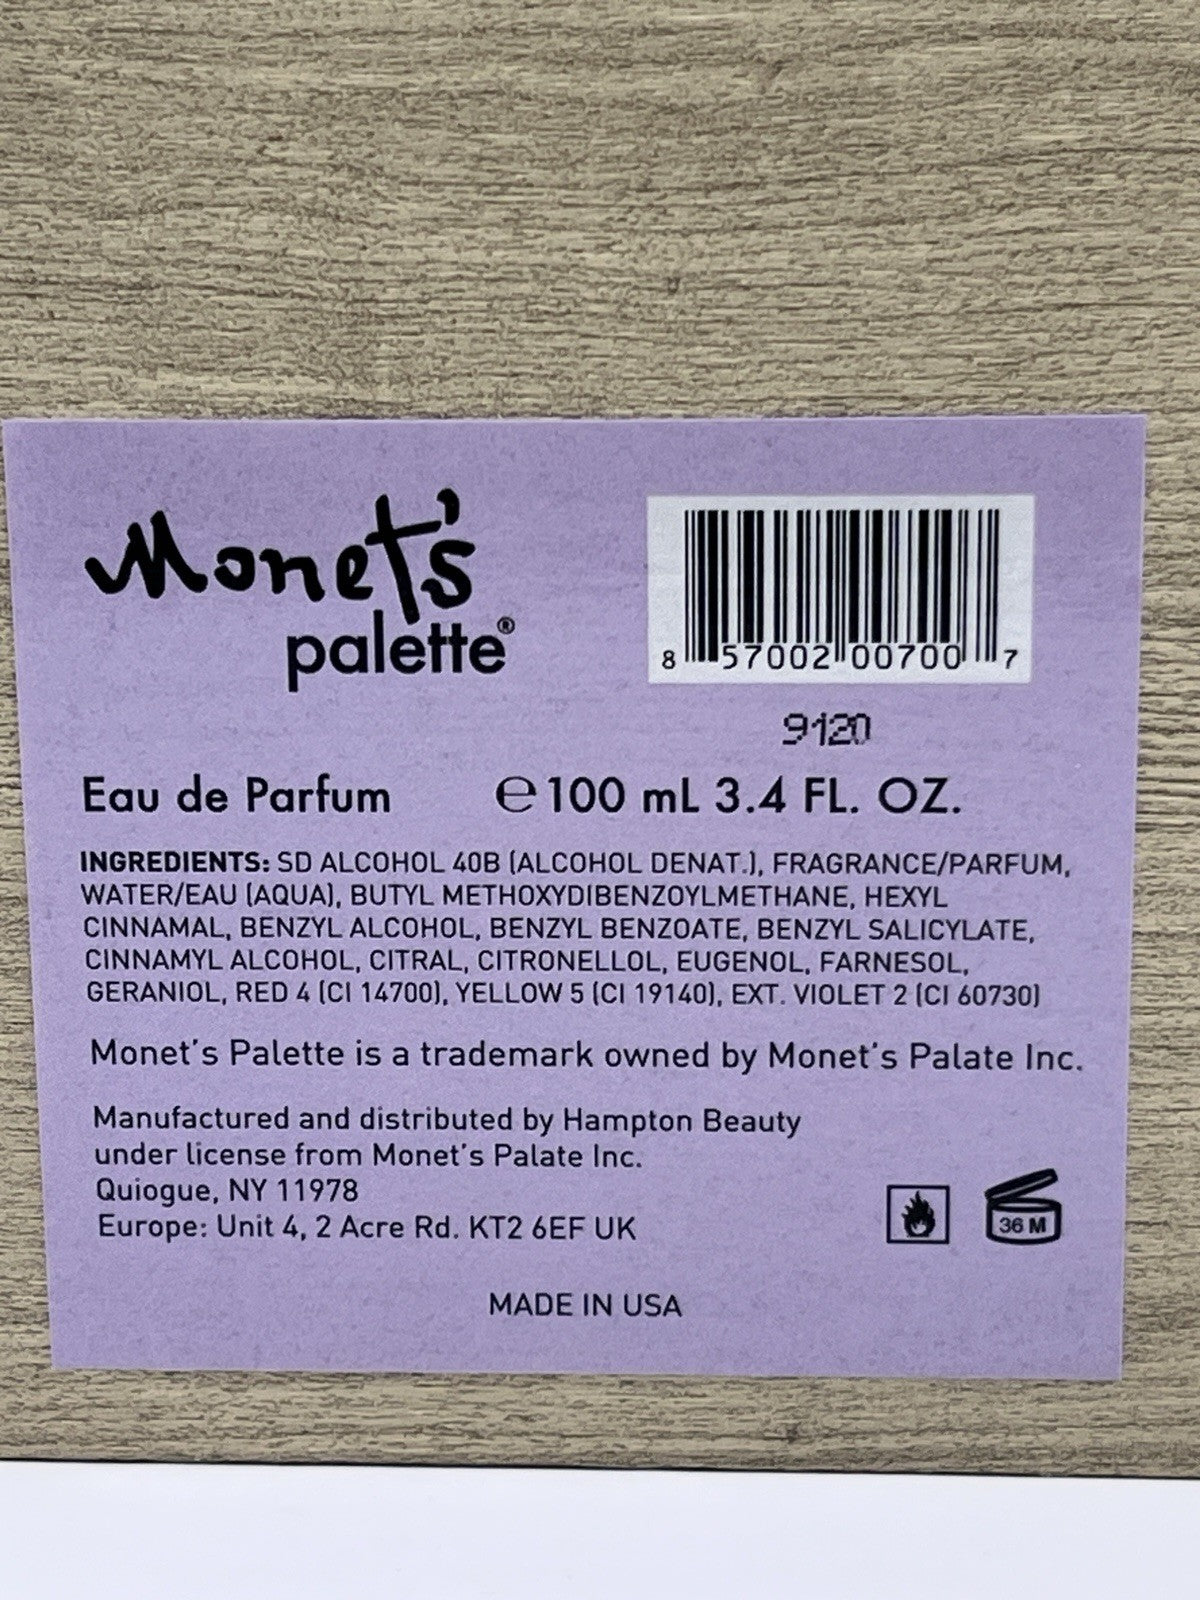 Monet's
palette®
8 57002 00700 7
9120
Eau de Parfum ℮ 100 mL 3.4 FL. OZ.
INGREDIENTS: SD ALCOHOL 40B (ALCOHOL DENAT.), FRAGRANCE/PARFUM,
WATER/EAU (AQUA), BUTYL METHOXYDIBENZOYLMETHANE, HEXYL
CINNAMAL, BENZYL ALCOHOL, BENZYL BENZOATE, BENZYL SALICYLATE,
CINNAMYL ALCOHOL, CITRAL, CITRONELLOL, EUGENOL, FARNESOL,
GERANIOL, RED 4 (CI 14700), YELLOW 5 (CI 19140), EXT. VIOLET 2 (CI 60730)
Monet's Palette is a trademark owned by Monet's Palate Inc.
Manufactured and distributed by Hampton Beauty
under license from Monet's Palate Inc.
Quiogue, NY 11978
Europe: Unit 4, 2 Acre Rd. KT2 6EF UK
36 M
MADE IN USA